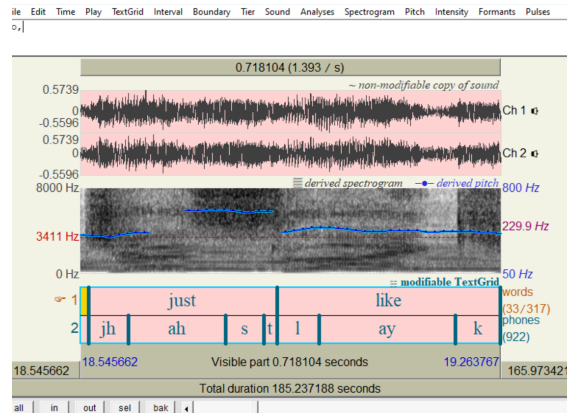 ile Edit Time Play TextGrid Interval Boundary Tier Sound Analyses Spectrogram Pitch Intensity Formants Pulses
o,
0.718104 (1.393 / s)
~ non-modifiable copy of sound
0.5739
0
-0.5596
Ch 1
0.5739
0
-0.5596
Ch 2
8000 Hz
derived spectrogram
derived pitch
800 Hz
3411 Hz
229.9 Hz
0 Hz
50 Hz
modifiable TextGrid
1 just like words
(33/317)
2 jh ah s t l ay k phones
(922)
18.545662 Visible part 0.718104 seconds 19.263767
18.545662 165.973421
Total duration 185.237188 seconds
all in out sel bak